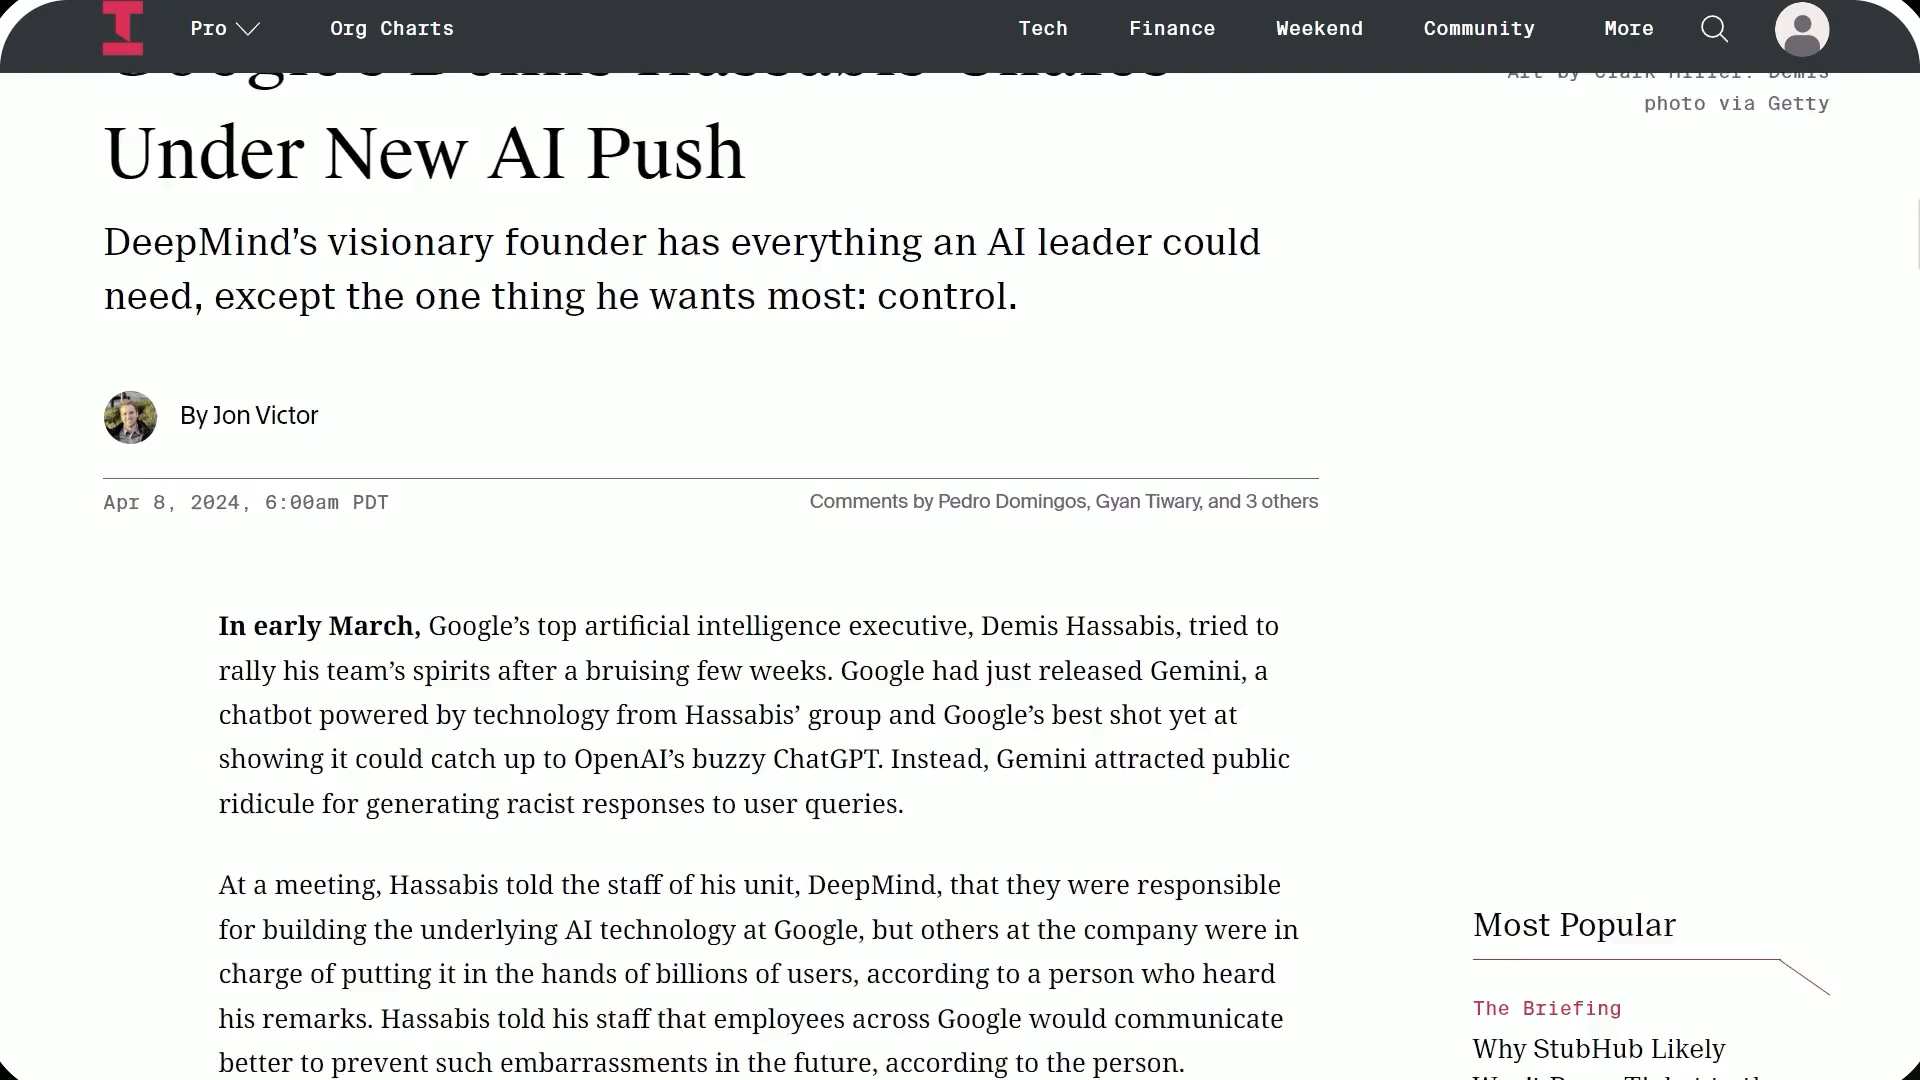 Pro
Org Charts
Tech
Finance
Weekend
Community
More
Under New AI Push
photo via Getty
DeepMind’s visionary founder has everything an AI leader could
need, except the one thing he wants most: control.
By Jon Victor
Apr 8, 2024, 6:00am PDT
Comments by Pedro Domingos, Gyan Tiwary, and 3 others
In early March, Google’s top artificial intelligence executive, Demis Hassabis, tried to
rally his team’s spirits after a bruising few weeks. Google had just released Gemini, a
chatbot powered by technology from Hassabis’ group and Google’s best shot yet at
showing it could catch up to OpenAI’s buzzy ChatGPT. Instead, Gemini attracted public
ridicule for generating racist responses to user queries.
At a meeting, Hassabis told the staff of his unit, DeepMind, that they were responsible
for building the underlying AI technology at Google, but others at the company were in
charge of putting it in the hands of billions of users, according to a person who heard
his remarks. Hassabis told his staff that employees across Google would communicate
better to prevent such embarrassments in the future, according to the person.
Most Popular
The Briefing
Why StubHub Likely